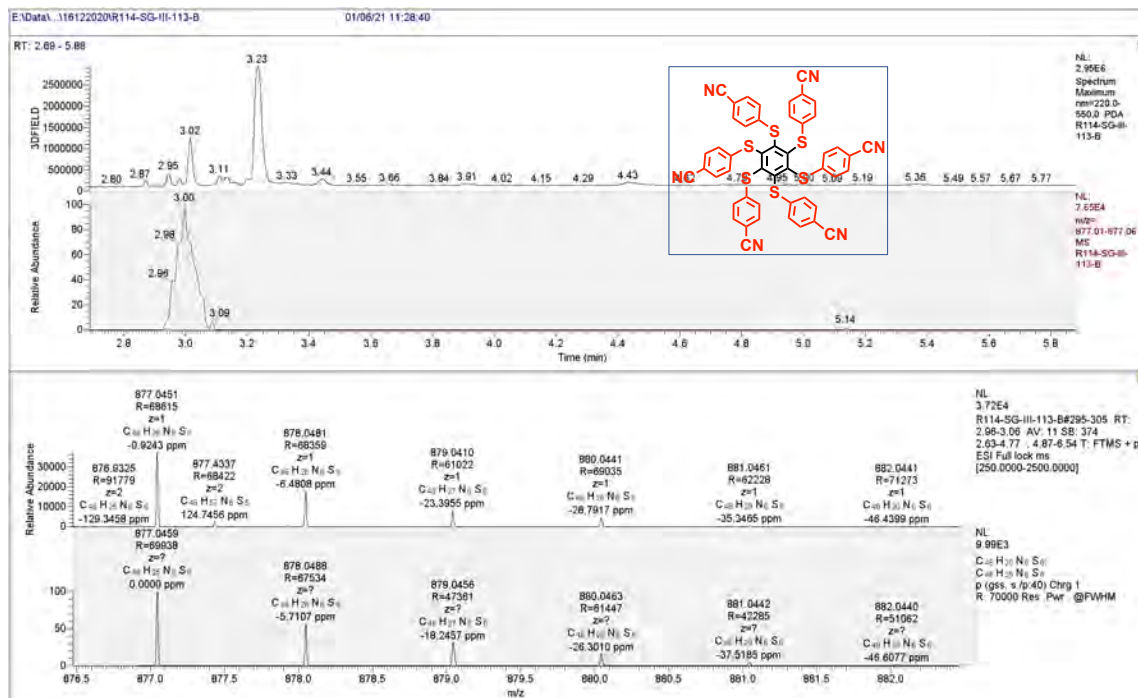 E:\Data\...\16122020\R114-SG-III-113-B 01/06/21 11:28:40
RT: 2.69 - 5.88
3.23
3.02
2.95
3.11
2.80 2.87 3.33 3.44 3.55 3.66 3.84 3.91 4.02 4.15 4.29 4.43 5.09 5.19 5.36 5.49 5.57 5.67 5.77
3DFIELD
2500000
2000000
1500000
1000000
500000
0
NL:
2.95E6
Spectrum
Maximum
nm=220.0-
550.0 PDA
R114-SG-III-
113-B
CN
CN
S
S
S
S
CN
CN
S
S
CN
CN
3.00
2.98
2.96
3.09
5.14
Relative Abundance
100
80
60
40
20
0
NL:
7.65E4
m/z=
877.01-877.06
MS
R114-SG-III-
113-B
2.8 3.0 3.2 3.4 3.6 3.8 4.0 4.2 4.4 4.6 4.8 5.0 5.2 5.4 5.6 5.8
Time (min)
Relative Abundance
30000
20000
10000
0
877.0451
R=68615
z=1
-0.9243 ppm
876.9325
R=91779
z=2
-129.3458 ppm
877.4337
R=68422
z=2
124.7456 ppm
878.0481
R=68359
z=1
-6.4808 ppm
879.0410
R=61022
z=1
-23.3955 ppm
880.0441
R=69035
z=1
-28.7917 ppm
881.0461
R=62228
z=1
-35.3465 ppm
882.0441
R=71273
z=1
-46.4399 ppm
NL:
3.72E4
R114-SG-III-113-B#295-305 RT:
2.96-3.06 AV: 11 SB: 374
2.63-4.77 , 4.87-6.54 T: FTMS + p
ESI Full lock ms
[250.0000-2500.0000]
100
50
0
877.0459
R=69938
z=?
0.0000 ppm
878.0488
R=67534
z=?
-5.7107 ppm
879.0456
R=47361
z=?
-18.2457 ppm
880.0463
R=61447
z=?
-26.3010 ppm
881.0442
R=42285
z=?
-37.5185 ppm
882.0440
R=51062
z=?
-46.6077 ppm
NL:
9.99E3
p (gss, s /p:40) Chrg 1
R: 70000 Res .Pwr . @FWHM
876.5 877.0 877.5 878.0 878.5 879.0 879.5 880.0 880.5 881.0 881.5 882.0
m/z